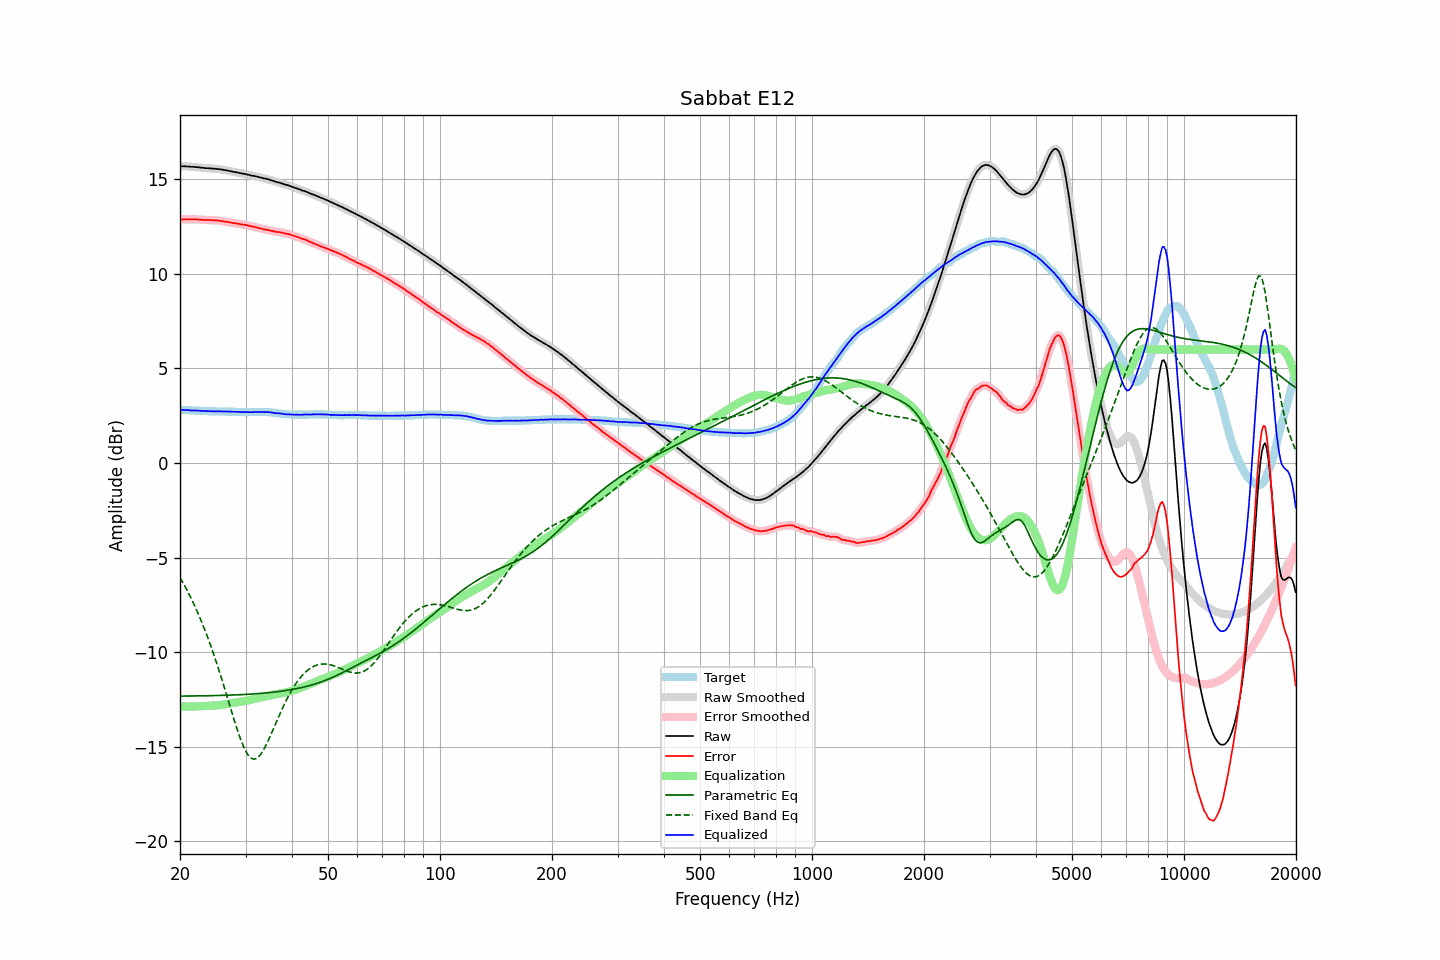 Sabbat E12
Amplitude (dBr)
15
10
5
0
−5
−10
−15
−20
Target
Raw Smoothed
Error Smoothed
Raw
Error
Equalization
Parametric Eq
Fixed Band Eq
Equalized
20 50 100 200 500 1000 2000 5000 10000 20000
Frequency (Hz)